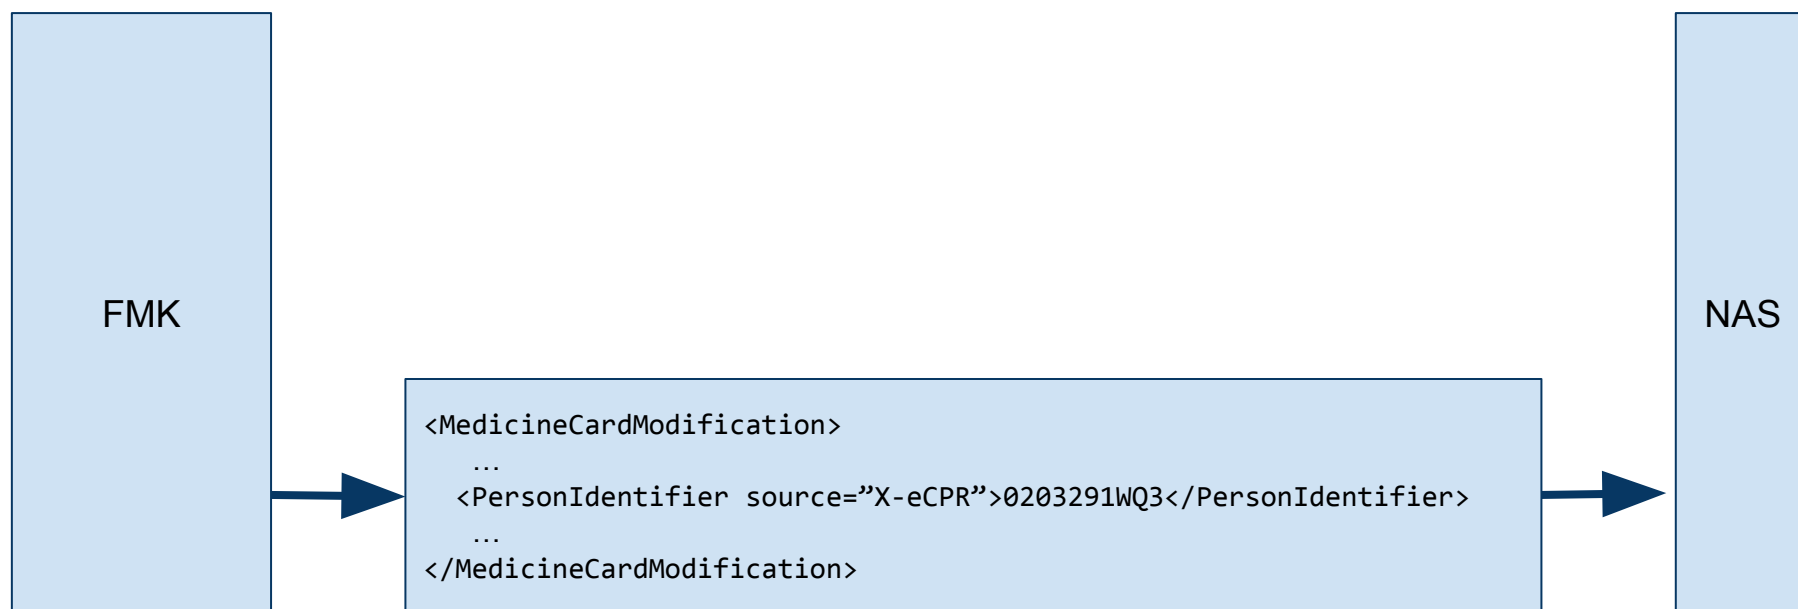 FMK
NAS
<MedicineCardModification>
…
<PersonIdentifier source=”X-eCPR”>0203291WQ3</PersonIdentifier>
…
</MedicineCardModification>